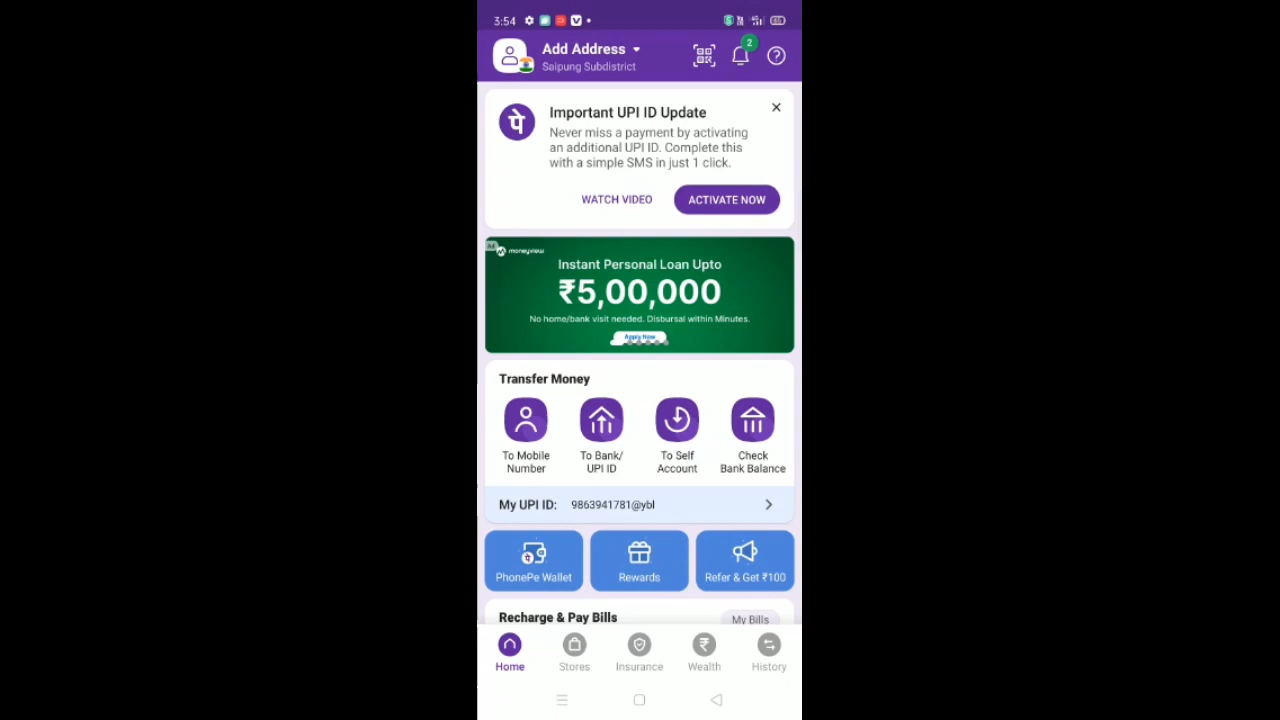 3:54
Add Address
Saipung Subdistrict
2
पे
Important UPI ID Update
Never miss a payment by activating
an additional UPI ID. Complete this
with a simple SMS in just 1 click.
WATCH VIDEO
ACTIVATE NOW
Ad
moneyview
Instant Personal Loan Upto
₹5,00,000
No home/bank visit needed. Disbursal within Minutes.
Apply Now
Transfer Money
To Mobile Number
To Bank/ UPI ID
To Self Account
Check Bank Balance
My UPI ID: 9863941781@ybl
PhonePe Wallet
Rewards
Refer & Get ₹100
Recharge & Pay Bills
My Bills
Home
Stores
Insurance
Wealth
History